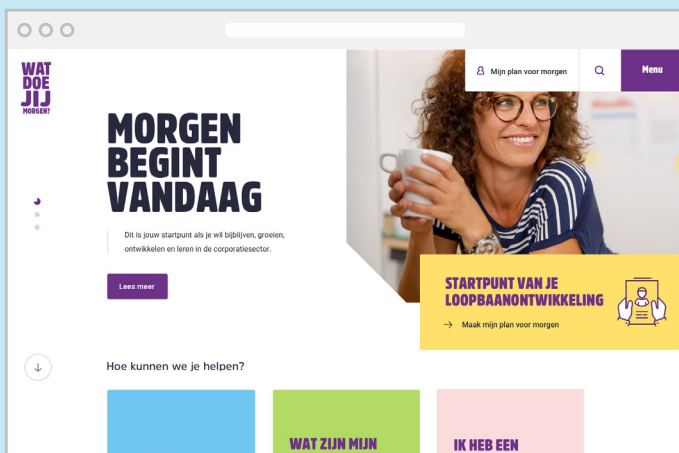 WAT
DOE
JIJ
MORGEN?
Mijn plan voor morgen
Menu
MORGEN
BEGINT
VANDAAG
Dit is jouw startpunt als je wil bijblijven, groeien,
ontwikkelen en leren in de corporatiesector.
Lees meer
STARTPUNT VAN JE
LOOPBAANONTWIKKELING
Maak mijn plan voor morgen
Hoe kunnen we je helpen?
WAT ZIJN MIJN
IK HEB EEN